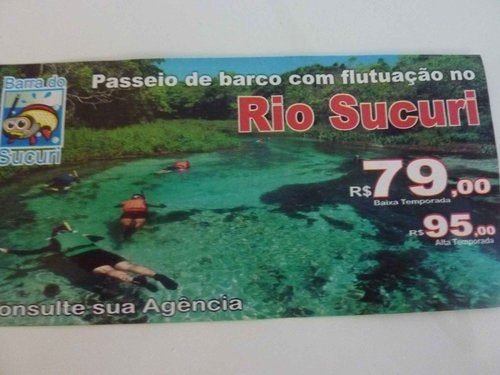 Barra do
Sucuri
Passeio de barco com flutuação no
Rio Sucuri
R$ 79,00
Baixa Temporada
R$ 95,00
Alta Temporada
onsulte sua Agência